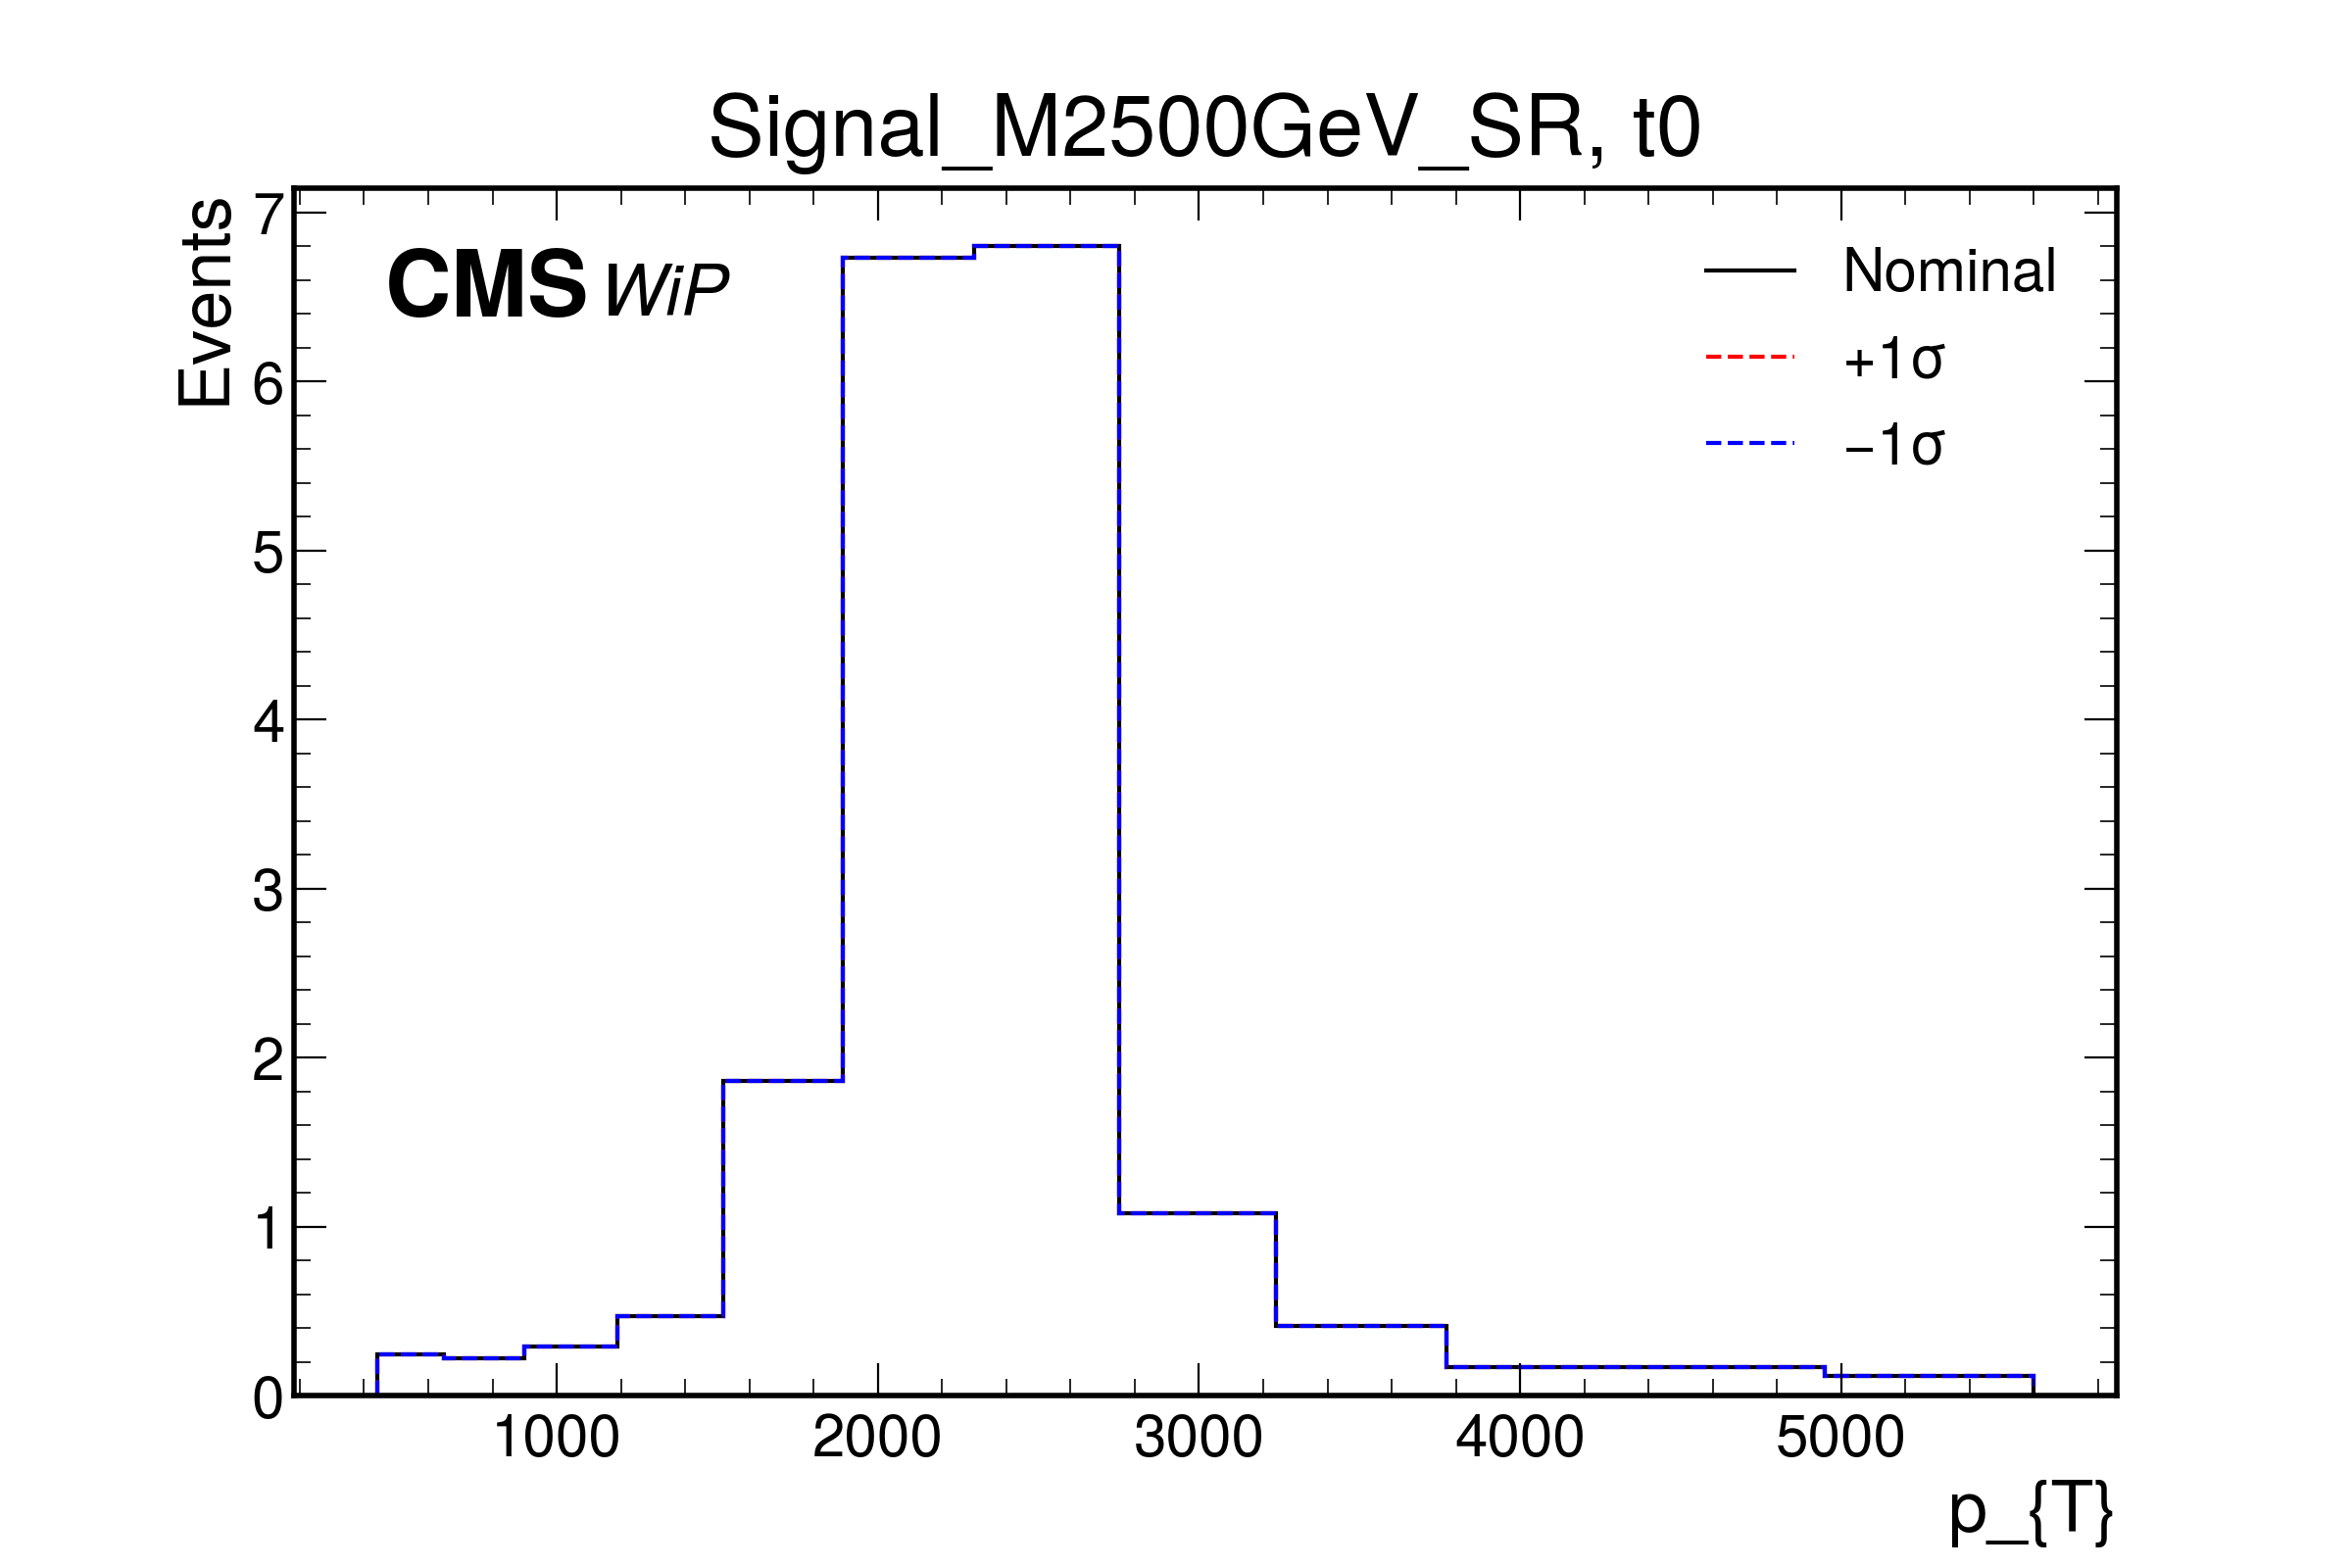 Signal_M2500GeV_SR, t0
Events
CMS WiP
Nominal
+1σ
−1σ
7
6
5
4
3
2
1
0
1000 2000 3000 4000 5000
p_{T}